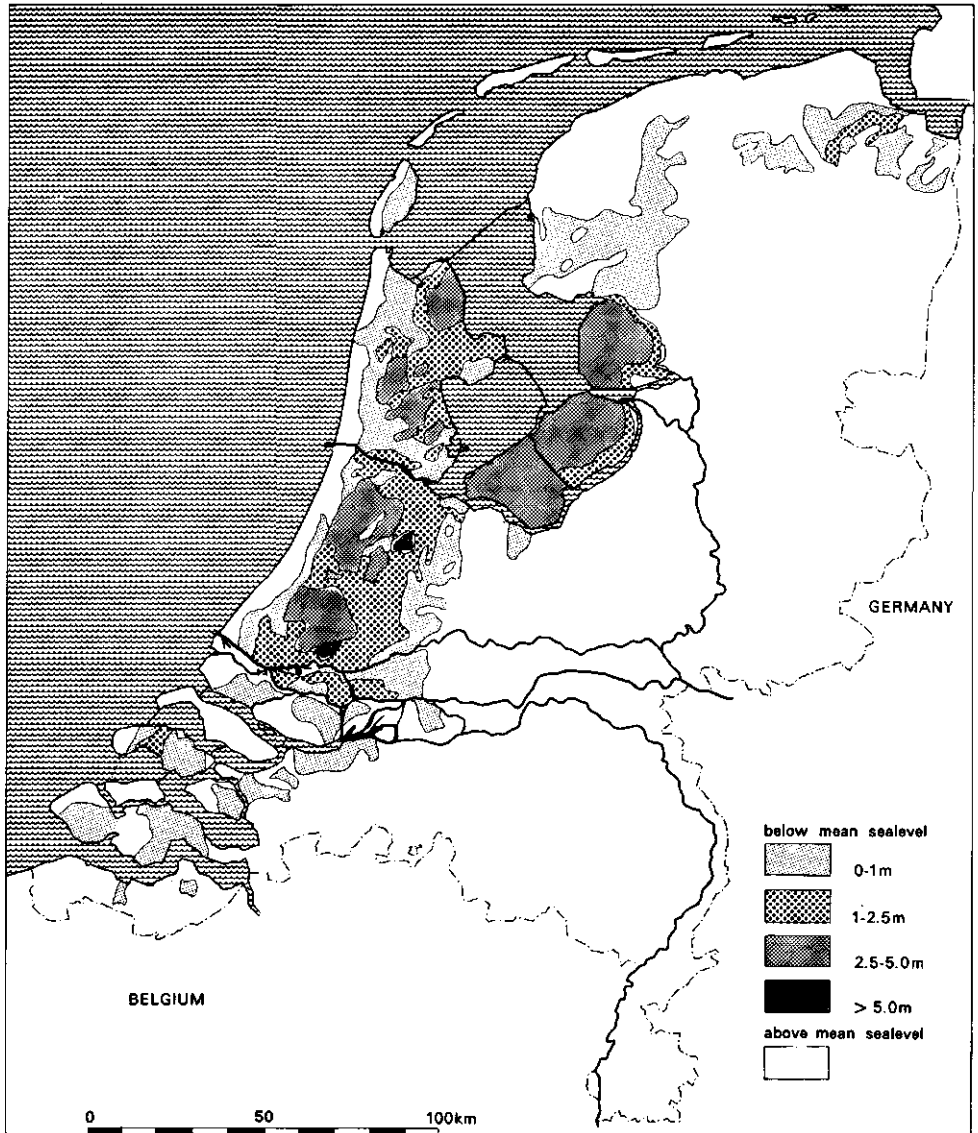 GERMANY
below mean sealevel
0-1m
1-2.5m
2.5-5.0m
> 5.0m
above mean sealevel
BELGIUM
0 50 100km